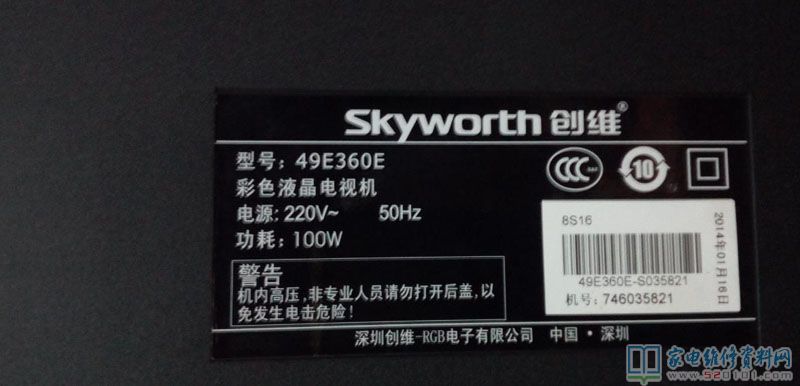 Skyworth 创维®
型号：49E360E
彩色液晶电视机
电源: 220V~ 50Hz
功耗：100W
警告
机内高压，非专业人员请勿打开后盖，以
免发生电击危险！
CCC
10
8S16
49E360E-S035821
机号：746035821
2014年01月16日
深圳创维-RGB电子有限公司 中国·深圳
家电维修资料网
www.520101.com